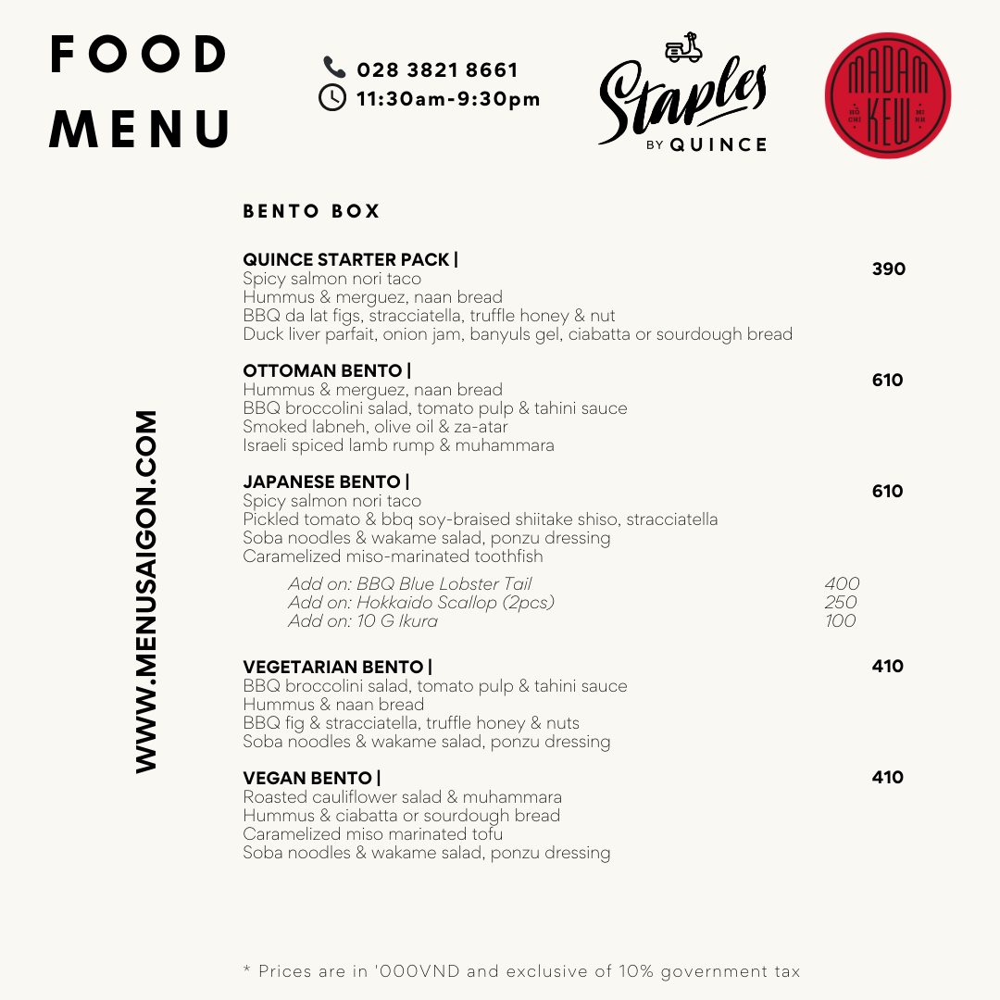 FOOD
MENU
028 3821 8661
11:30am-9:30pm
Staples
BY QUINCE
MADAM
KEW
HỒ
CHÍ
MI
NH
BENTO BOX
QUINCE STARTER PACK |
390
Spicy salmon nori taco
Hummus & merguez, naan bread
BBQ da lat figs, stracciatella, truffle honey & nut
Duck liver parfait, onion jam, banyuls gel, ciabatta or sourdough bread
OTTOMAN BENTO |
610
Hummus & merguez, naan bread
BBQ broccolini salad, tomato pulp & tahini sauce
Smoked labneh, olive oil & za-atar
Israeli spiced lamb rump & muhammara
JAPANESE BENTO |
610
Spicy salmon nori taco
Pickled tomato & bbq soy-braised shiitake shiso, stracciatella
Soba noodles & wakame salad, ponzu dressing
Caramelized miso-marinated toothfish
Add on: BBQ Blue Lobster Tail 400
Add on: Hokkaido Scallop (2pcs) 250
Add on: 10 G Ikura 100
VEGETARIAN BENTO | 410
BBQ broccolini salad, tomato pulp & tahini sauce
Hummus & naan bread
BBQ fig & stracciatella, truffle honey & nuts
Soba noodles & wakame salad, ponzu dressing
VEGAN BENTO | 410
Roasted cauliflower salad & muhammara
Hummus & ciabatta or sourdough bread
Caramelized miso marinated tofu
Soba noodles & wakame salad, ponzu dressing
WWW.MENUSAIGON.COM
* Prices are in '000VND and exclusive of 10% government tax